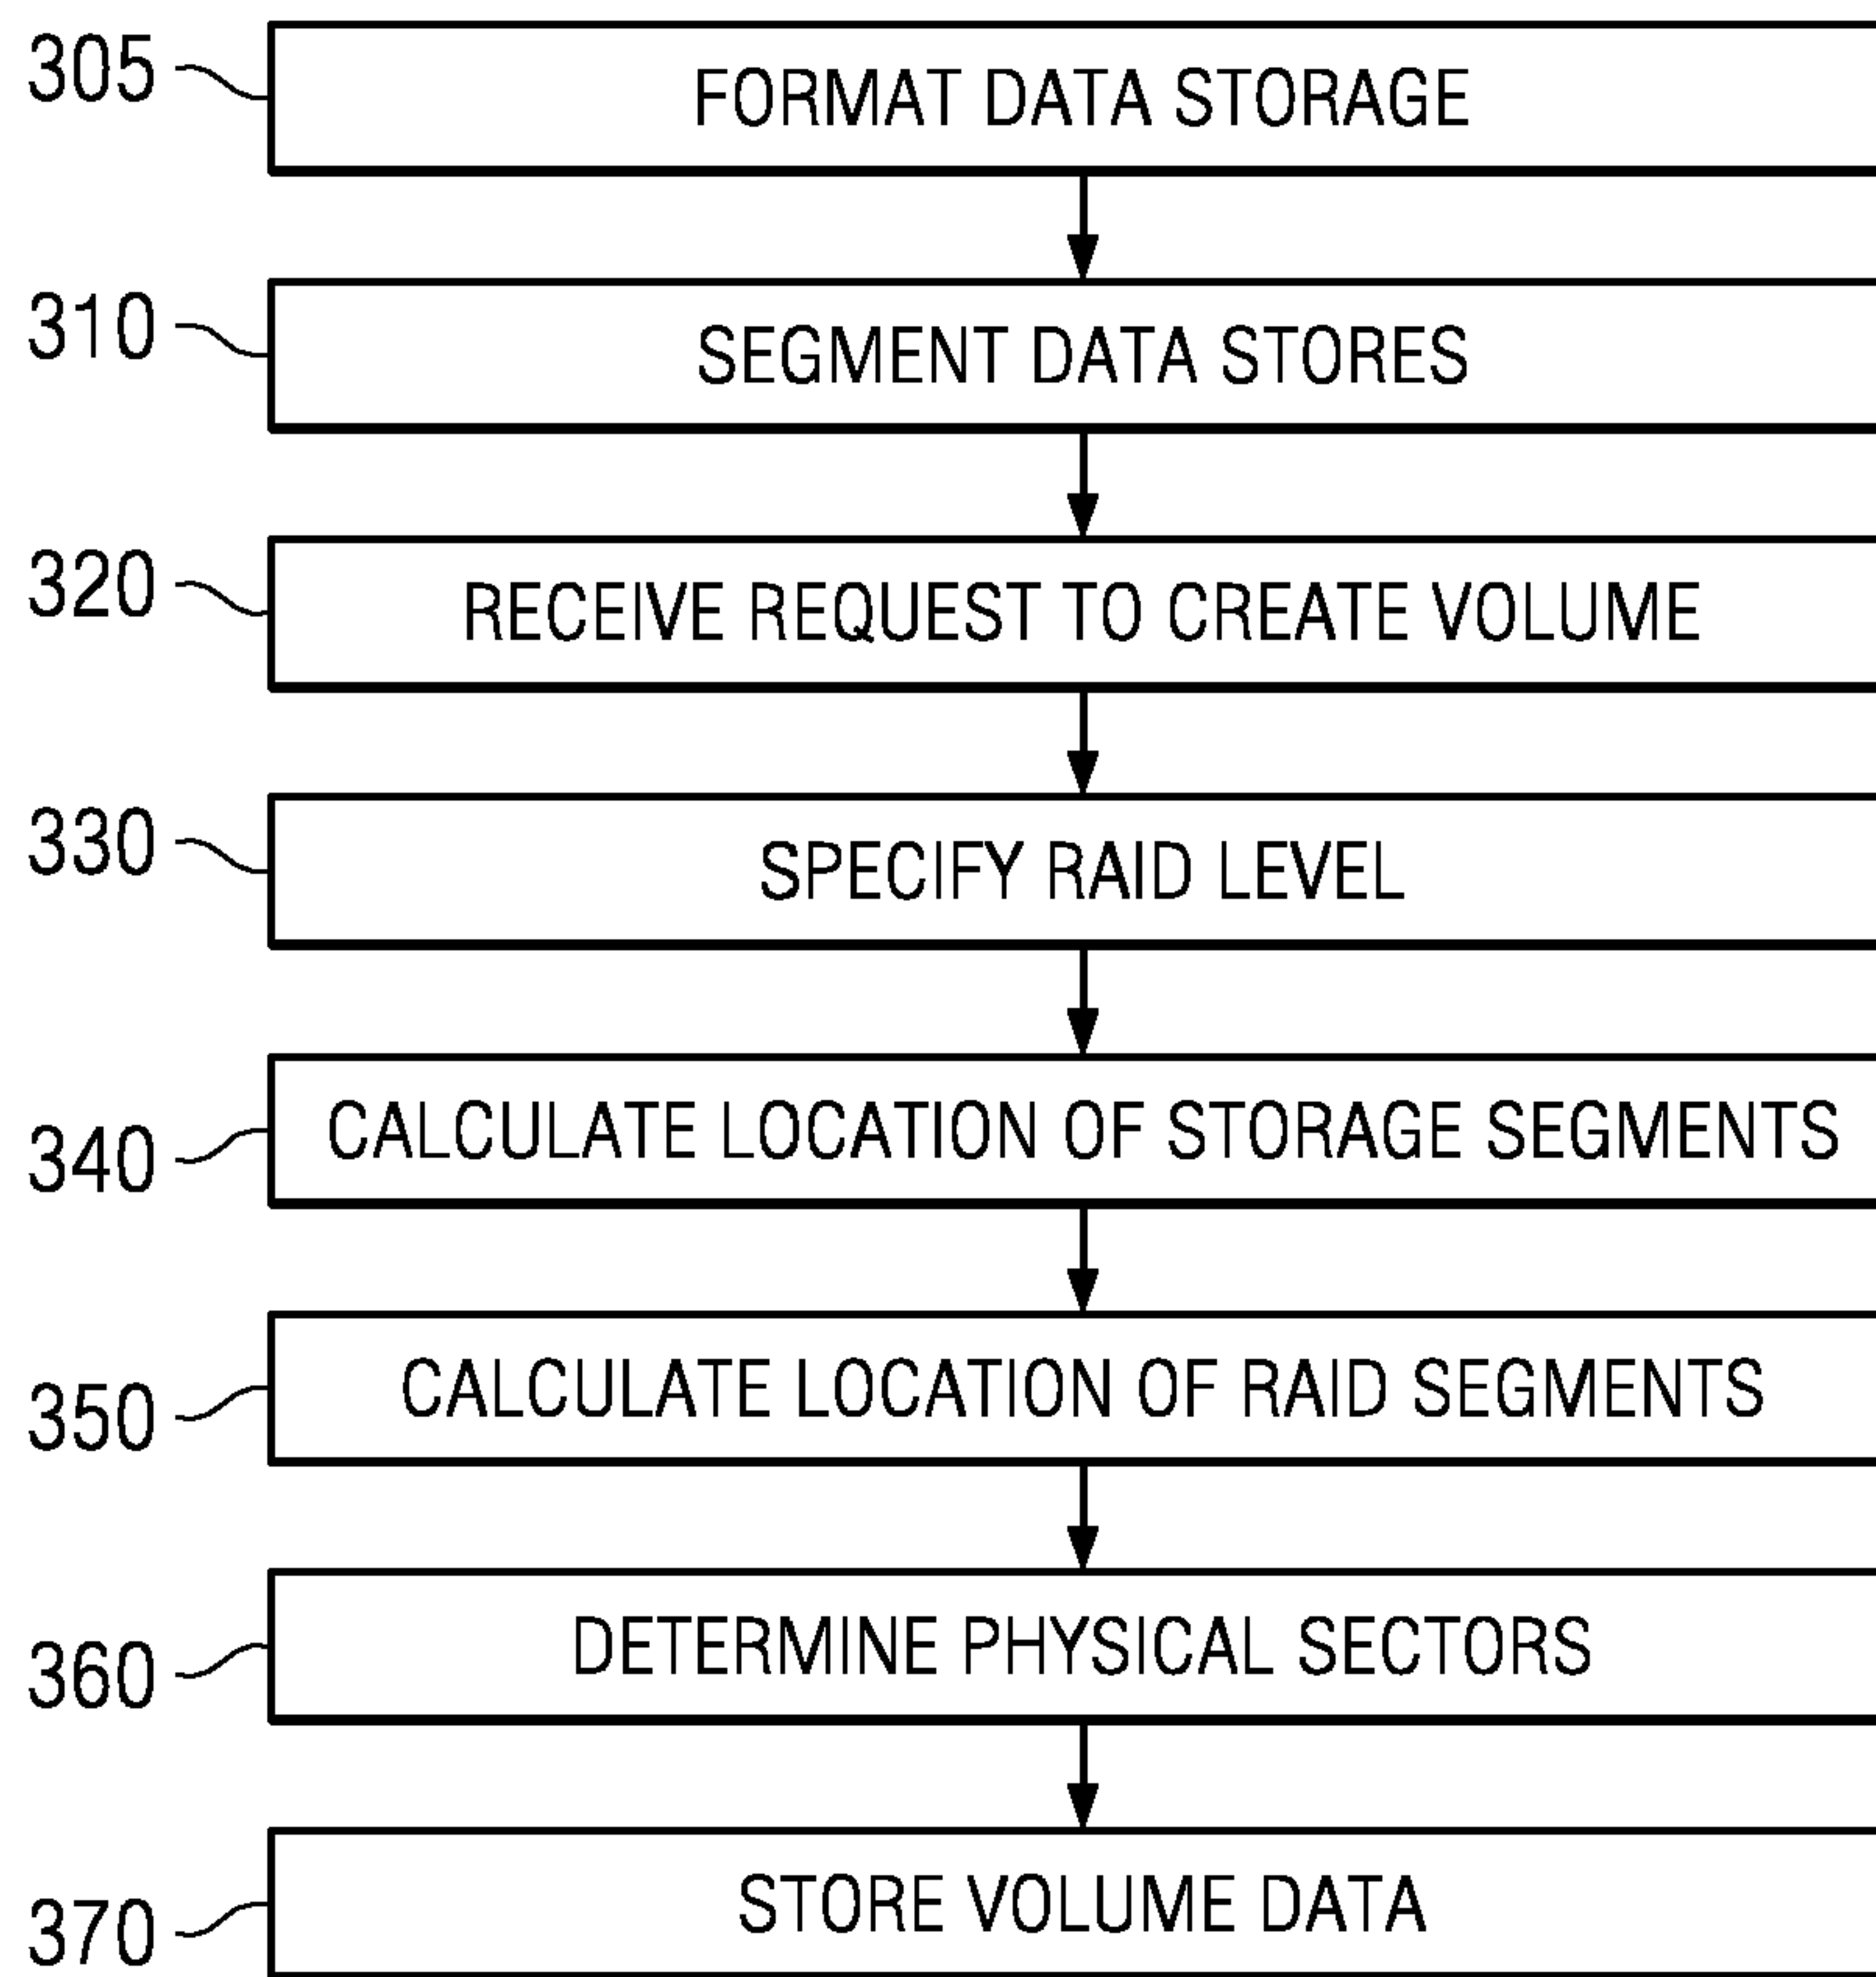 305
FORMAT DATA STORAGE
310
SEGMENT DATA STORES
320
RECEIVE REQUEST TO CREATE VOLUME
330
SPECIFY RAID LEVEL
340
CALCULATE LOCATION OF STORAGE SEGMENTS
350
CALCULATE LOCATION OF RAID SEGMENTS
360
DETERMINE PHYSICAL SECTORS
370
STORE VOLUME DATA